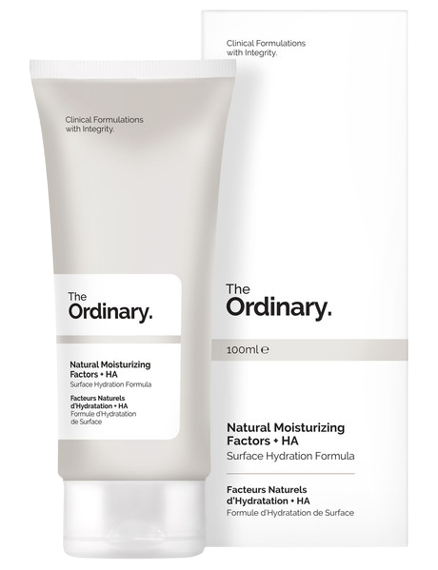 Clinical Formulations
with Integrity.
The
Ordinary.
Natural Moisturizing
Factors + HA
Surface Hydration Formula
Facteurs Naturels
d'Hydratation + HA
Formule d'Hydratation
de Surface
Clinical Formulations
with Integrity.
The
Ordinary.
100ml ℮
Natural Moisturizing
Factors + HA
Surface Hydration Formula
Facteurs Naturels
d'Hydratation + HA
Formule d'Hydratation de Surface